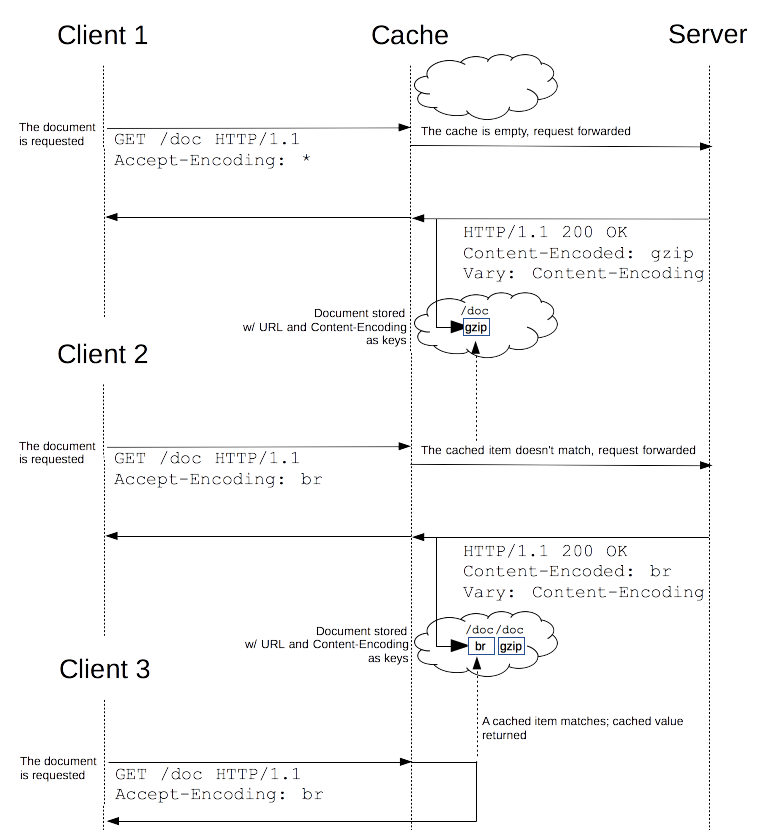 Client 1
Cache
Server
The document
is requested
GET /doc HTTP/1.1
Accept-Encoding: *
The cache is empty, request forwarded
HTTP/1.1 200 OK
Content-Encoded: gzip
Vary: Content-Encoding
Document stored
w/ URL and Content-Encoding
as keys
/doc
gzip
Client 2
The document
is requested
GET /doc HTTP/1.1
Accept-Encoding: br
The cached item doesn't match, request forwarded
HTTP/1.1 200 OK
Content-Encoded: br
Vary: Content-Encoding
Document stored
w/ URL and Content-Encoding
as keys
/doc /doc
br gzip
Client 3
A cached item matches; cached value
returned
The document
is requested
GET /doc HTTP/1.1
Accept-Encoding: br